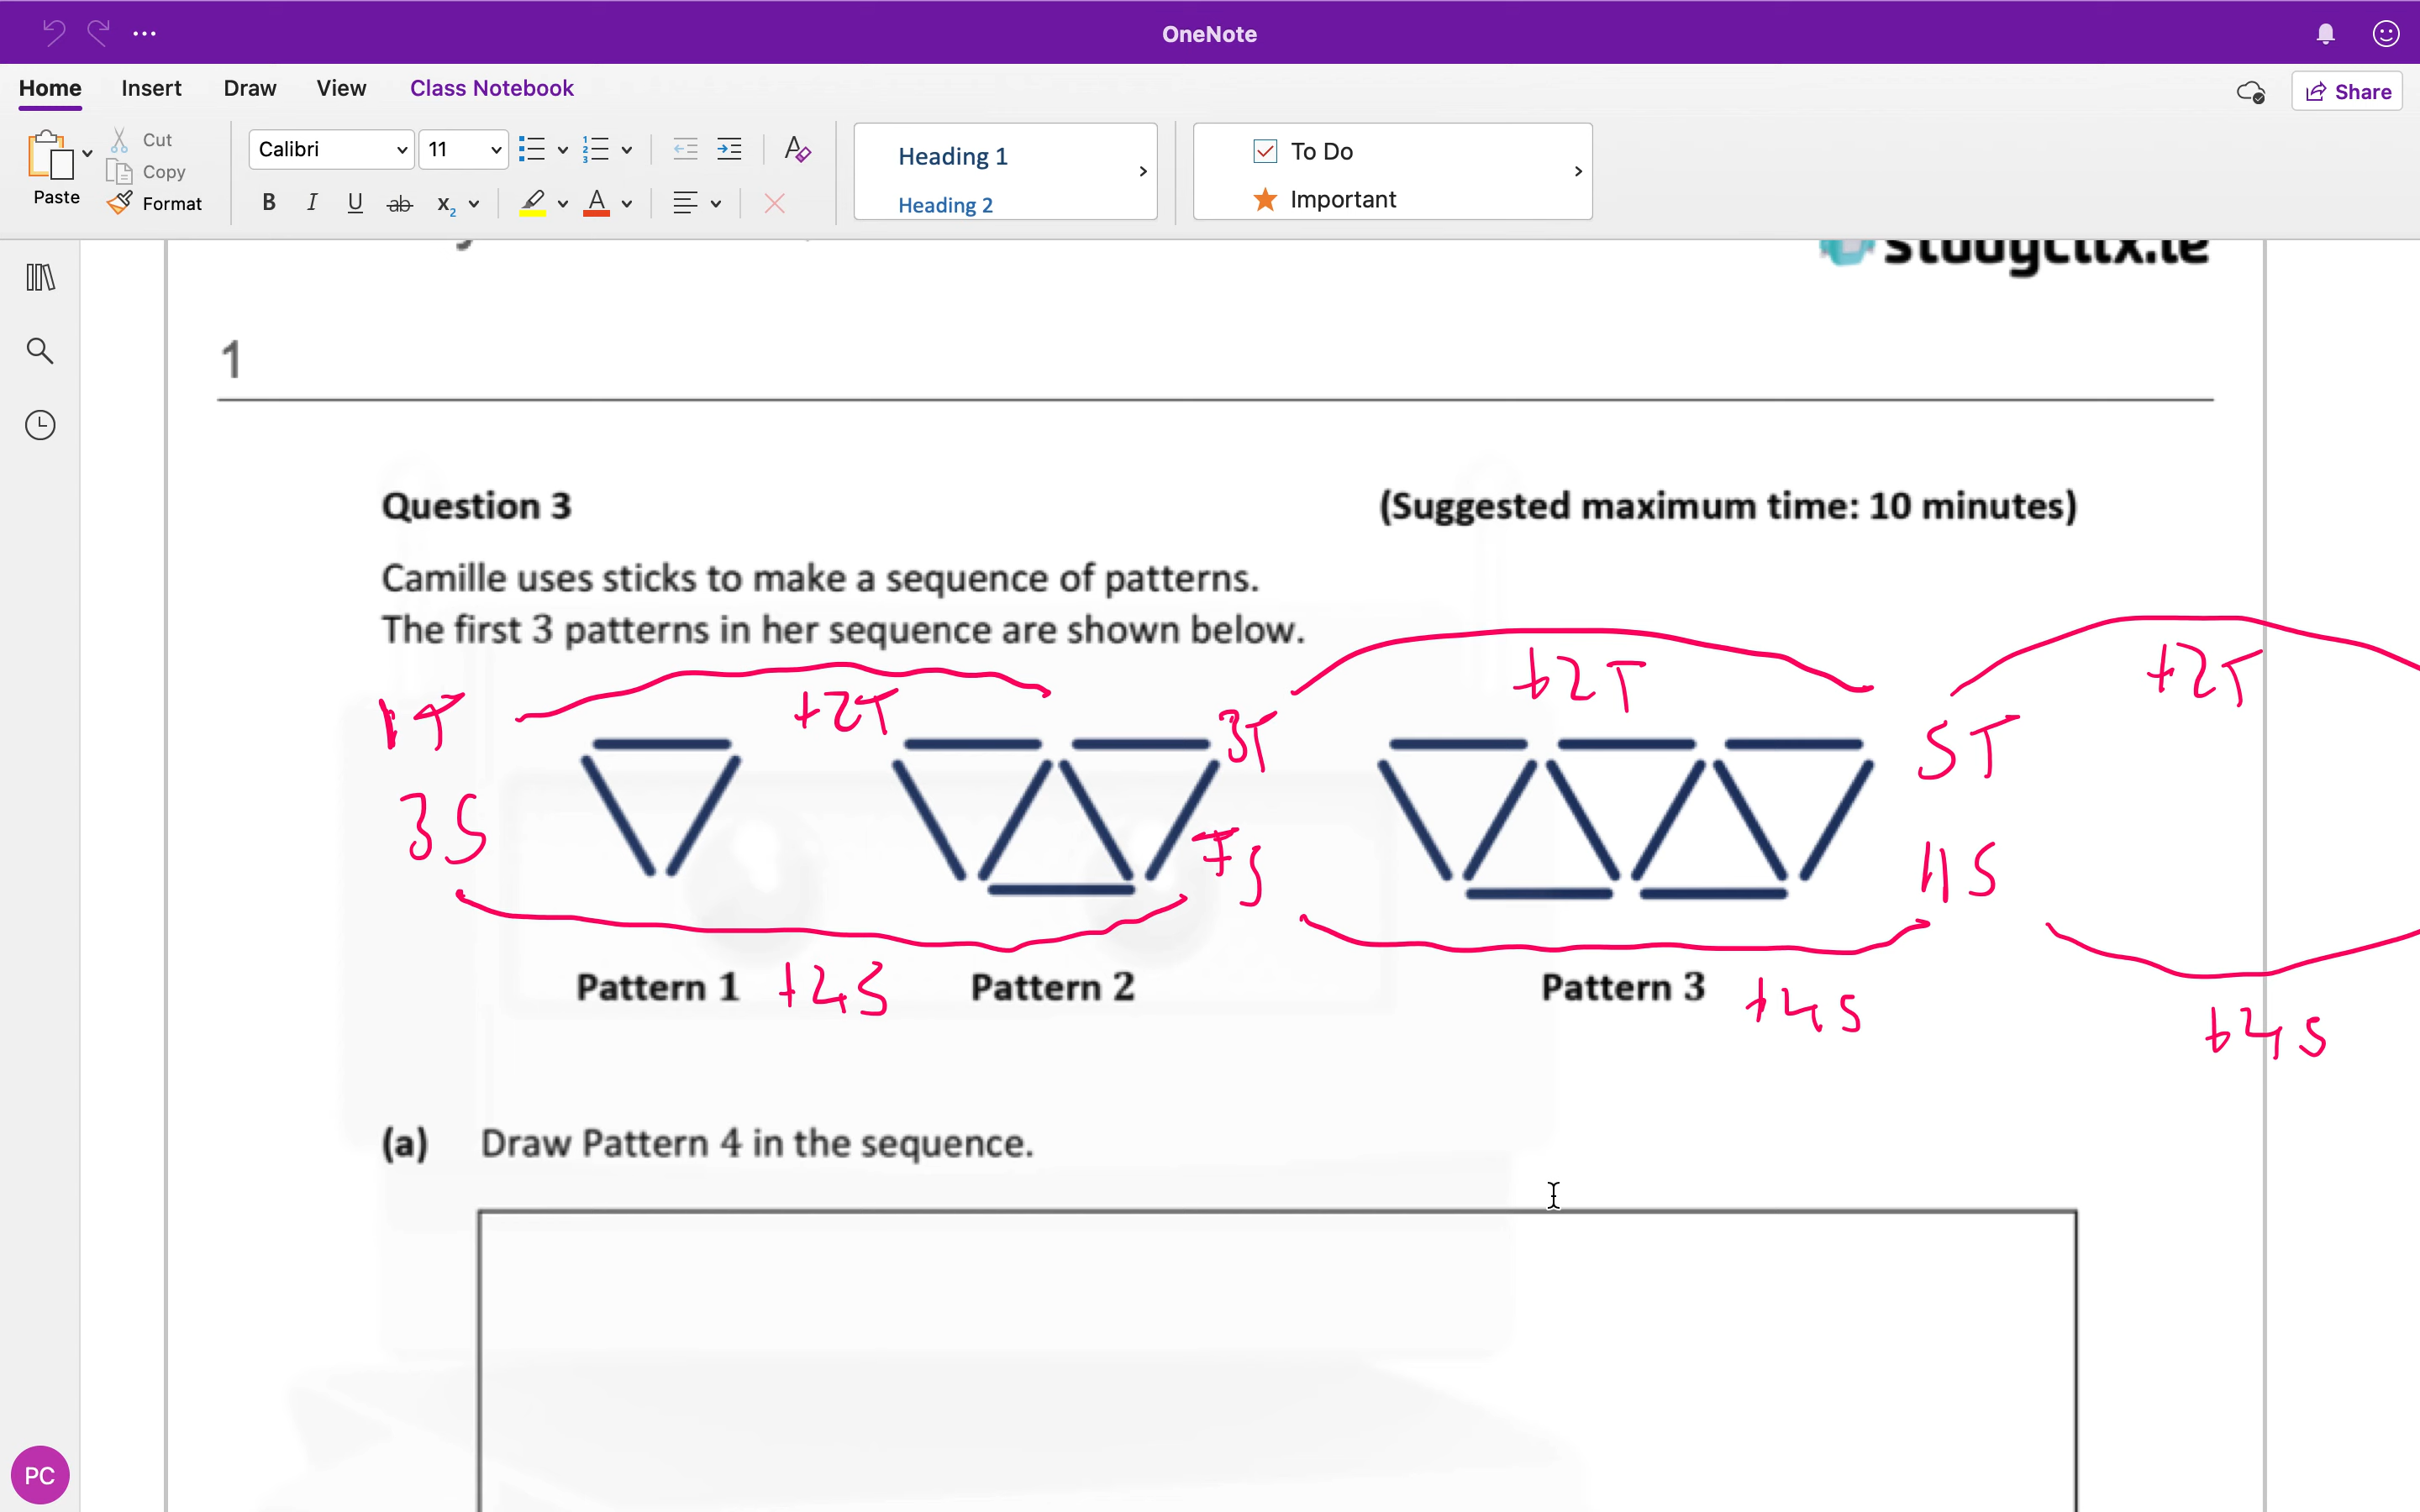 OneNote
Home Insert Draw View Class Notebook Share
Paste Cut Copy Format
Calibri 11
B I U ab x₂ A
Heading 1
Heading 2
To Do
Important
studyclix.ie
1
Question 3 (Suggested maximum time: 10 minutes)
Camille uses sticks to make a sequence of patterns.
The first 3 patterns in her sequence are shown below.
1T +2T 3T +2T 5T +2T
3S 7S 11S
Pattern 1 +4S Pattern 2 Pattern 3 +4S +4S
(a) Draw Pattern 4 in the sequence.
PC